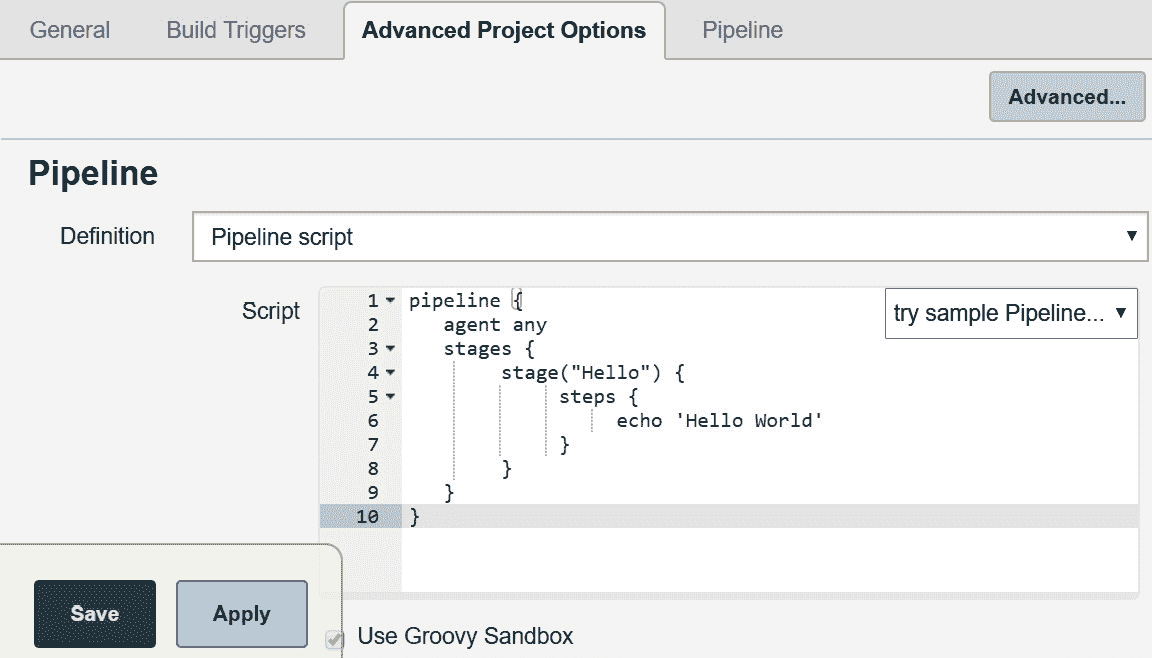 General Build Triggers Advanced Project Options Pipeline
Advanced...
Pipeline
Definition Pipeline script
Script
1 pipeline {
try sample Pipeline...
2 agent any
3 stages {
4 stage("Hello") {
5 steps {
6 echo 'Hello World'
7 }
8 }
9 }
10 }
Save Apply
Use Groovy Sandbox